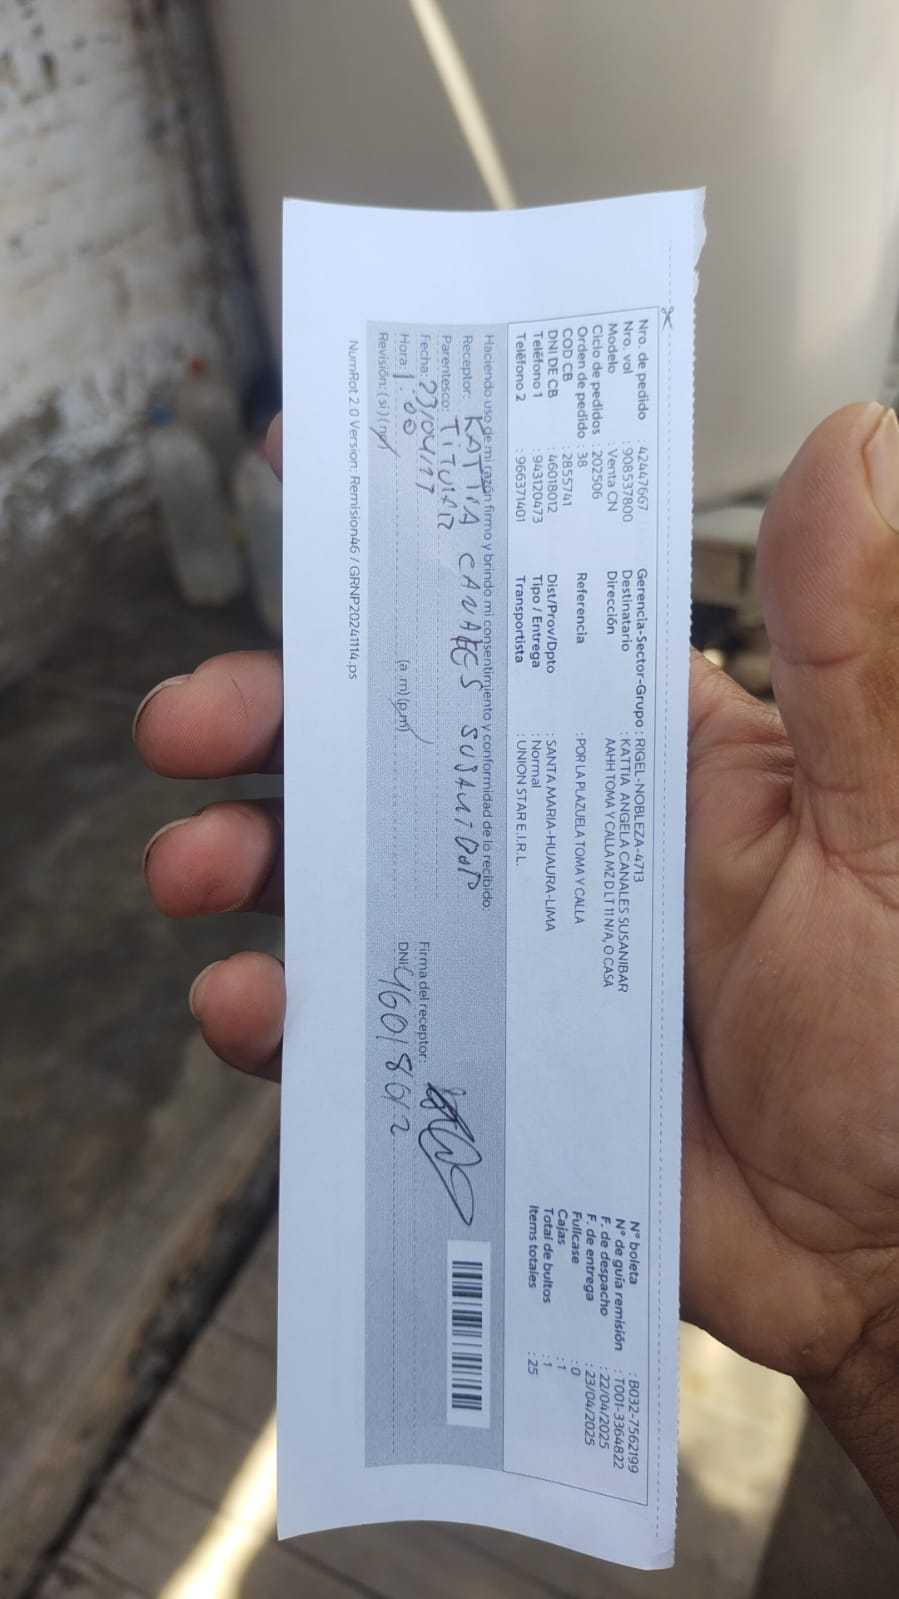 Nro. de pedido : 42447667 Gerencia-Sector-Grupo : RIGEL-NOBLEZA-4713 N° boleta : B032-7562199
Nro. vol : 908537800 Destinatario : KATTIA ANGELA CANALES SUSANIBAR N° de guia remisión : T001-3364822
Modelo : Venta CN Dirección AAHH TOMA Y CALLA MZ D LT 11 N/A, O CASA F. de despacho : 22/04/2025
Ciclo de pedidos : 202506 F. de entrega : 23/04/2025
Orden de pedido : 38 Referencia : POR LA PLAZUELA TOMA Y CALLA Fullcase : 0
COD CB : 2855741 Cajas : 1
DNI DE CB : 46018012 Dist/Prov/Dpto : SANTA MARIA-HUAURA-LIMA Total de bultos : 1
Teléfono 1 : 943120473 Tipo / Entrega : Normal Items totales : 25
Teléfono 2 : 966371401 Transportista : UNION STAR E.I.R.L.
Haciendo uso de mi razón firmo y brindo mi consentimiento y conformidad de lo recibido:
Receptor: KATTIA CANALES
Parentesco: TITULAR
Fecha: 23/04/ Firma del receptor:
Hora: 1:00 (a.m) (p.m) DNI 46018012
Revisión: (si) (no)
NumRot 2.0 Version: Remision46 / GRNP20241114.ps